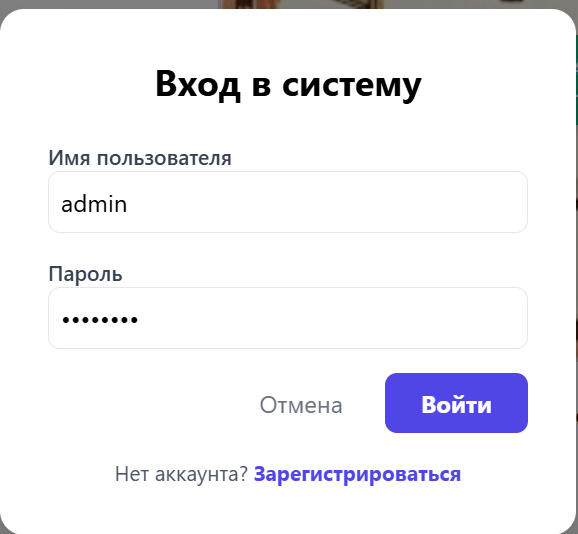 Вход в систему
Имя пользователя
admin
Пароль
••••••••
Отмена Войти
Нет аккаунта? Зарегистрироваться